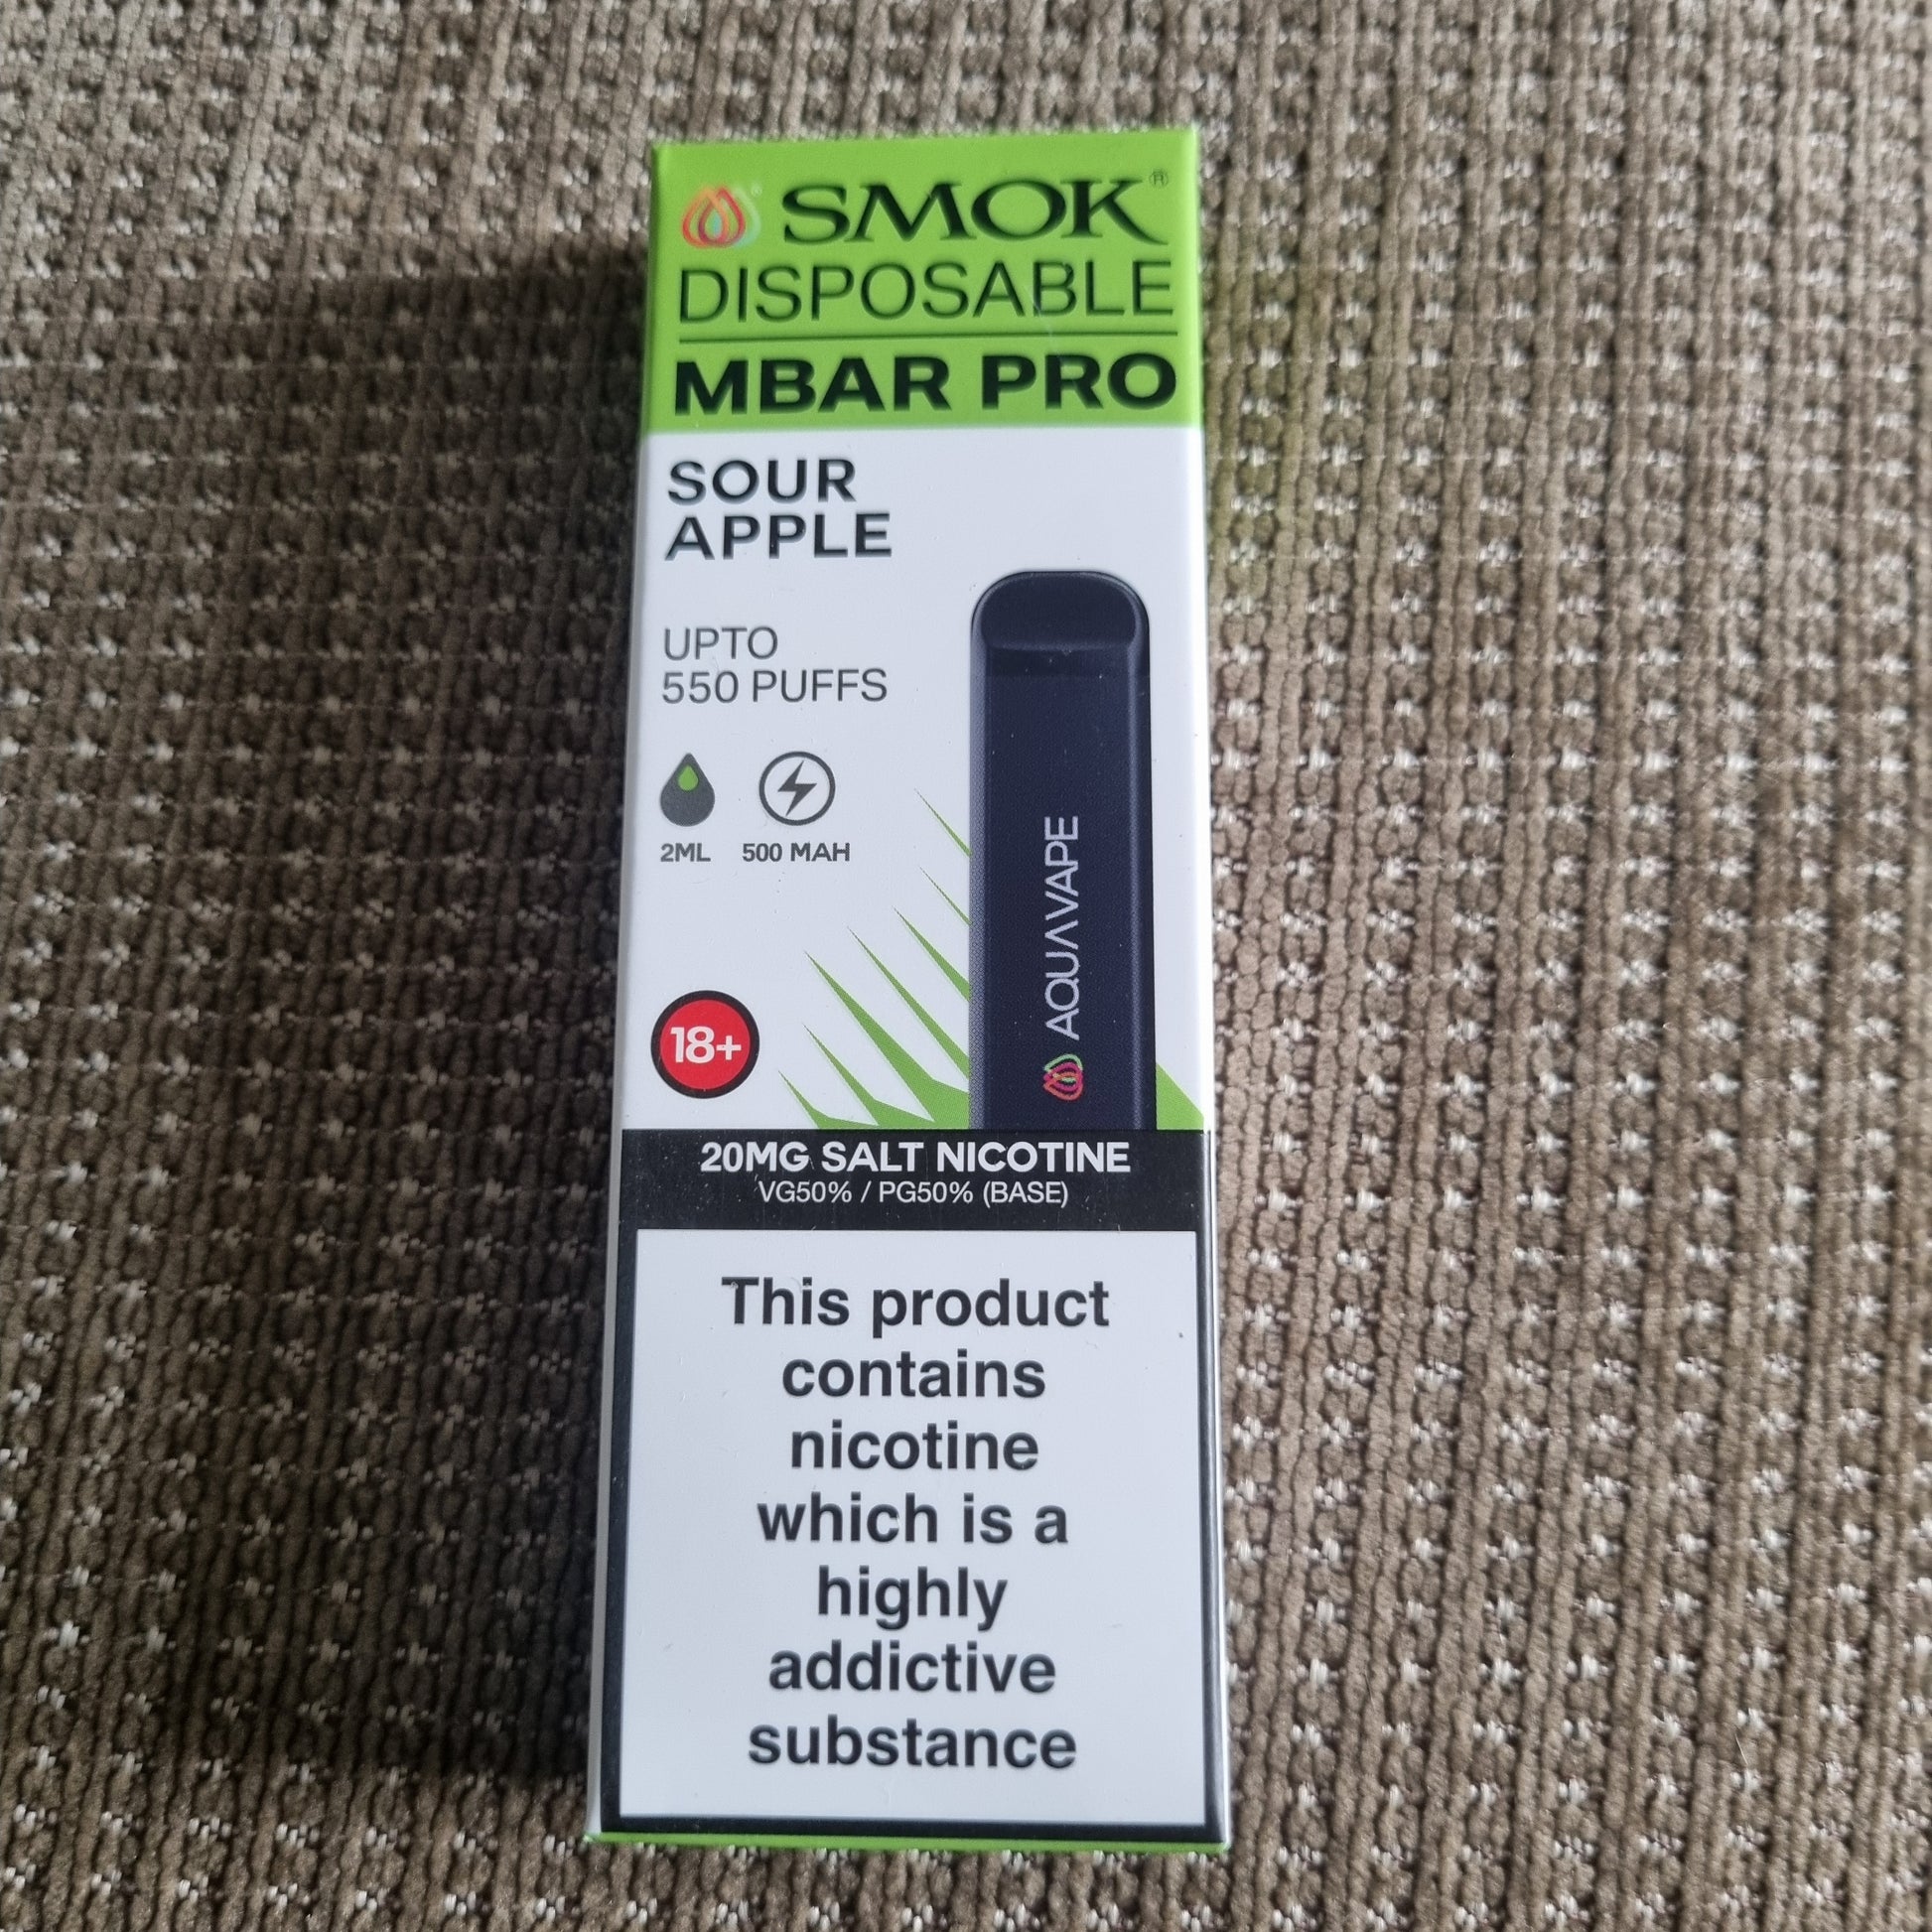 SMOK®
DISPOSABLE
MBAR PRO
SOUR
APPLE
UPTO
550 PUFFS
2ML 500 MAH
AQUAVAPE
18+
20MG SALT NICOTINE
VG50% / PG50% (BASE)
This product
contains
nicotine
which is a
highly
addictive
substance